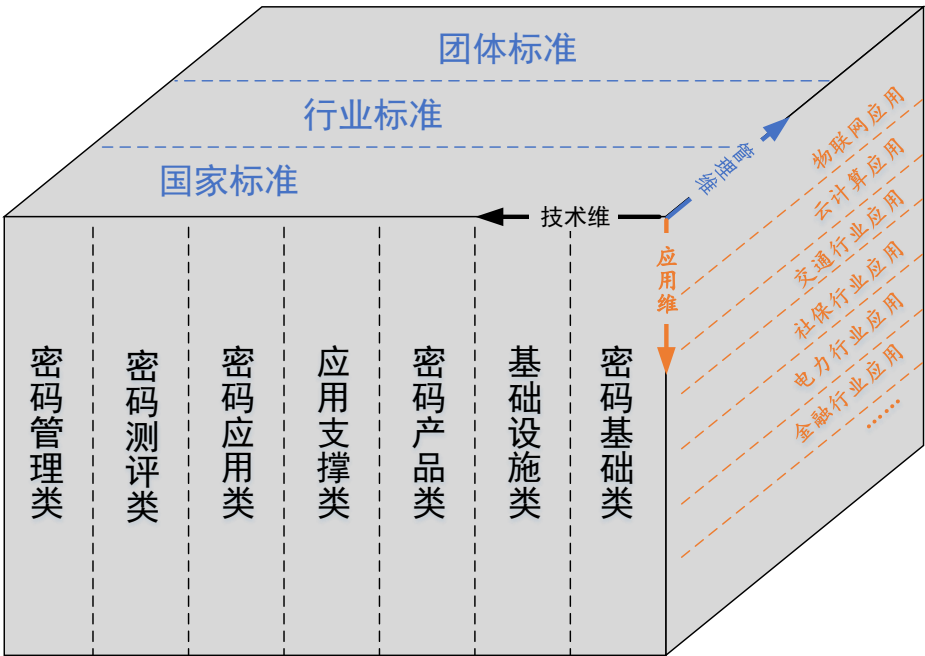 团体标准
行业标准
国家标准
管理维
技术维
应用维
密码管理类
密码测评类
密码应用类
应用支撑类
密码产品类
基础设施类
密码基础类
物联网应用
云计算应用
交通行业应用
社保行业应用
电力行业应用
金融行业应用
……